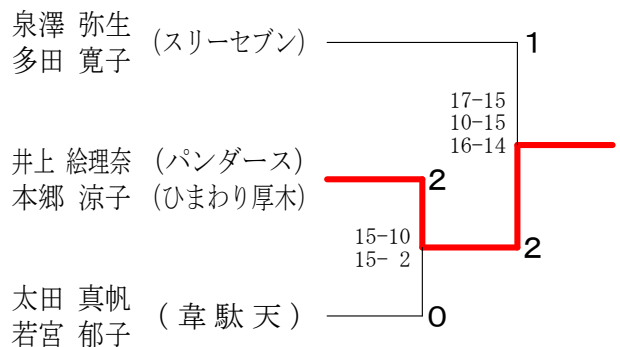 泉澤 弥生
多田 寛子
(スリーセブン)
1
17-15
10-15
16-14
井上 絵理奈 (パンダース)
本郷 涼子 (ひまわり厚木)
2
15-10
15- 2
2
太田 真帆
若宮 郁子
( 韋 駄 天 )
0